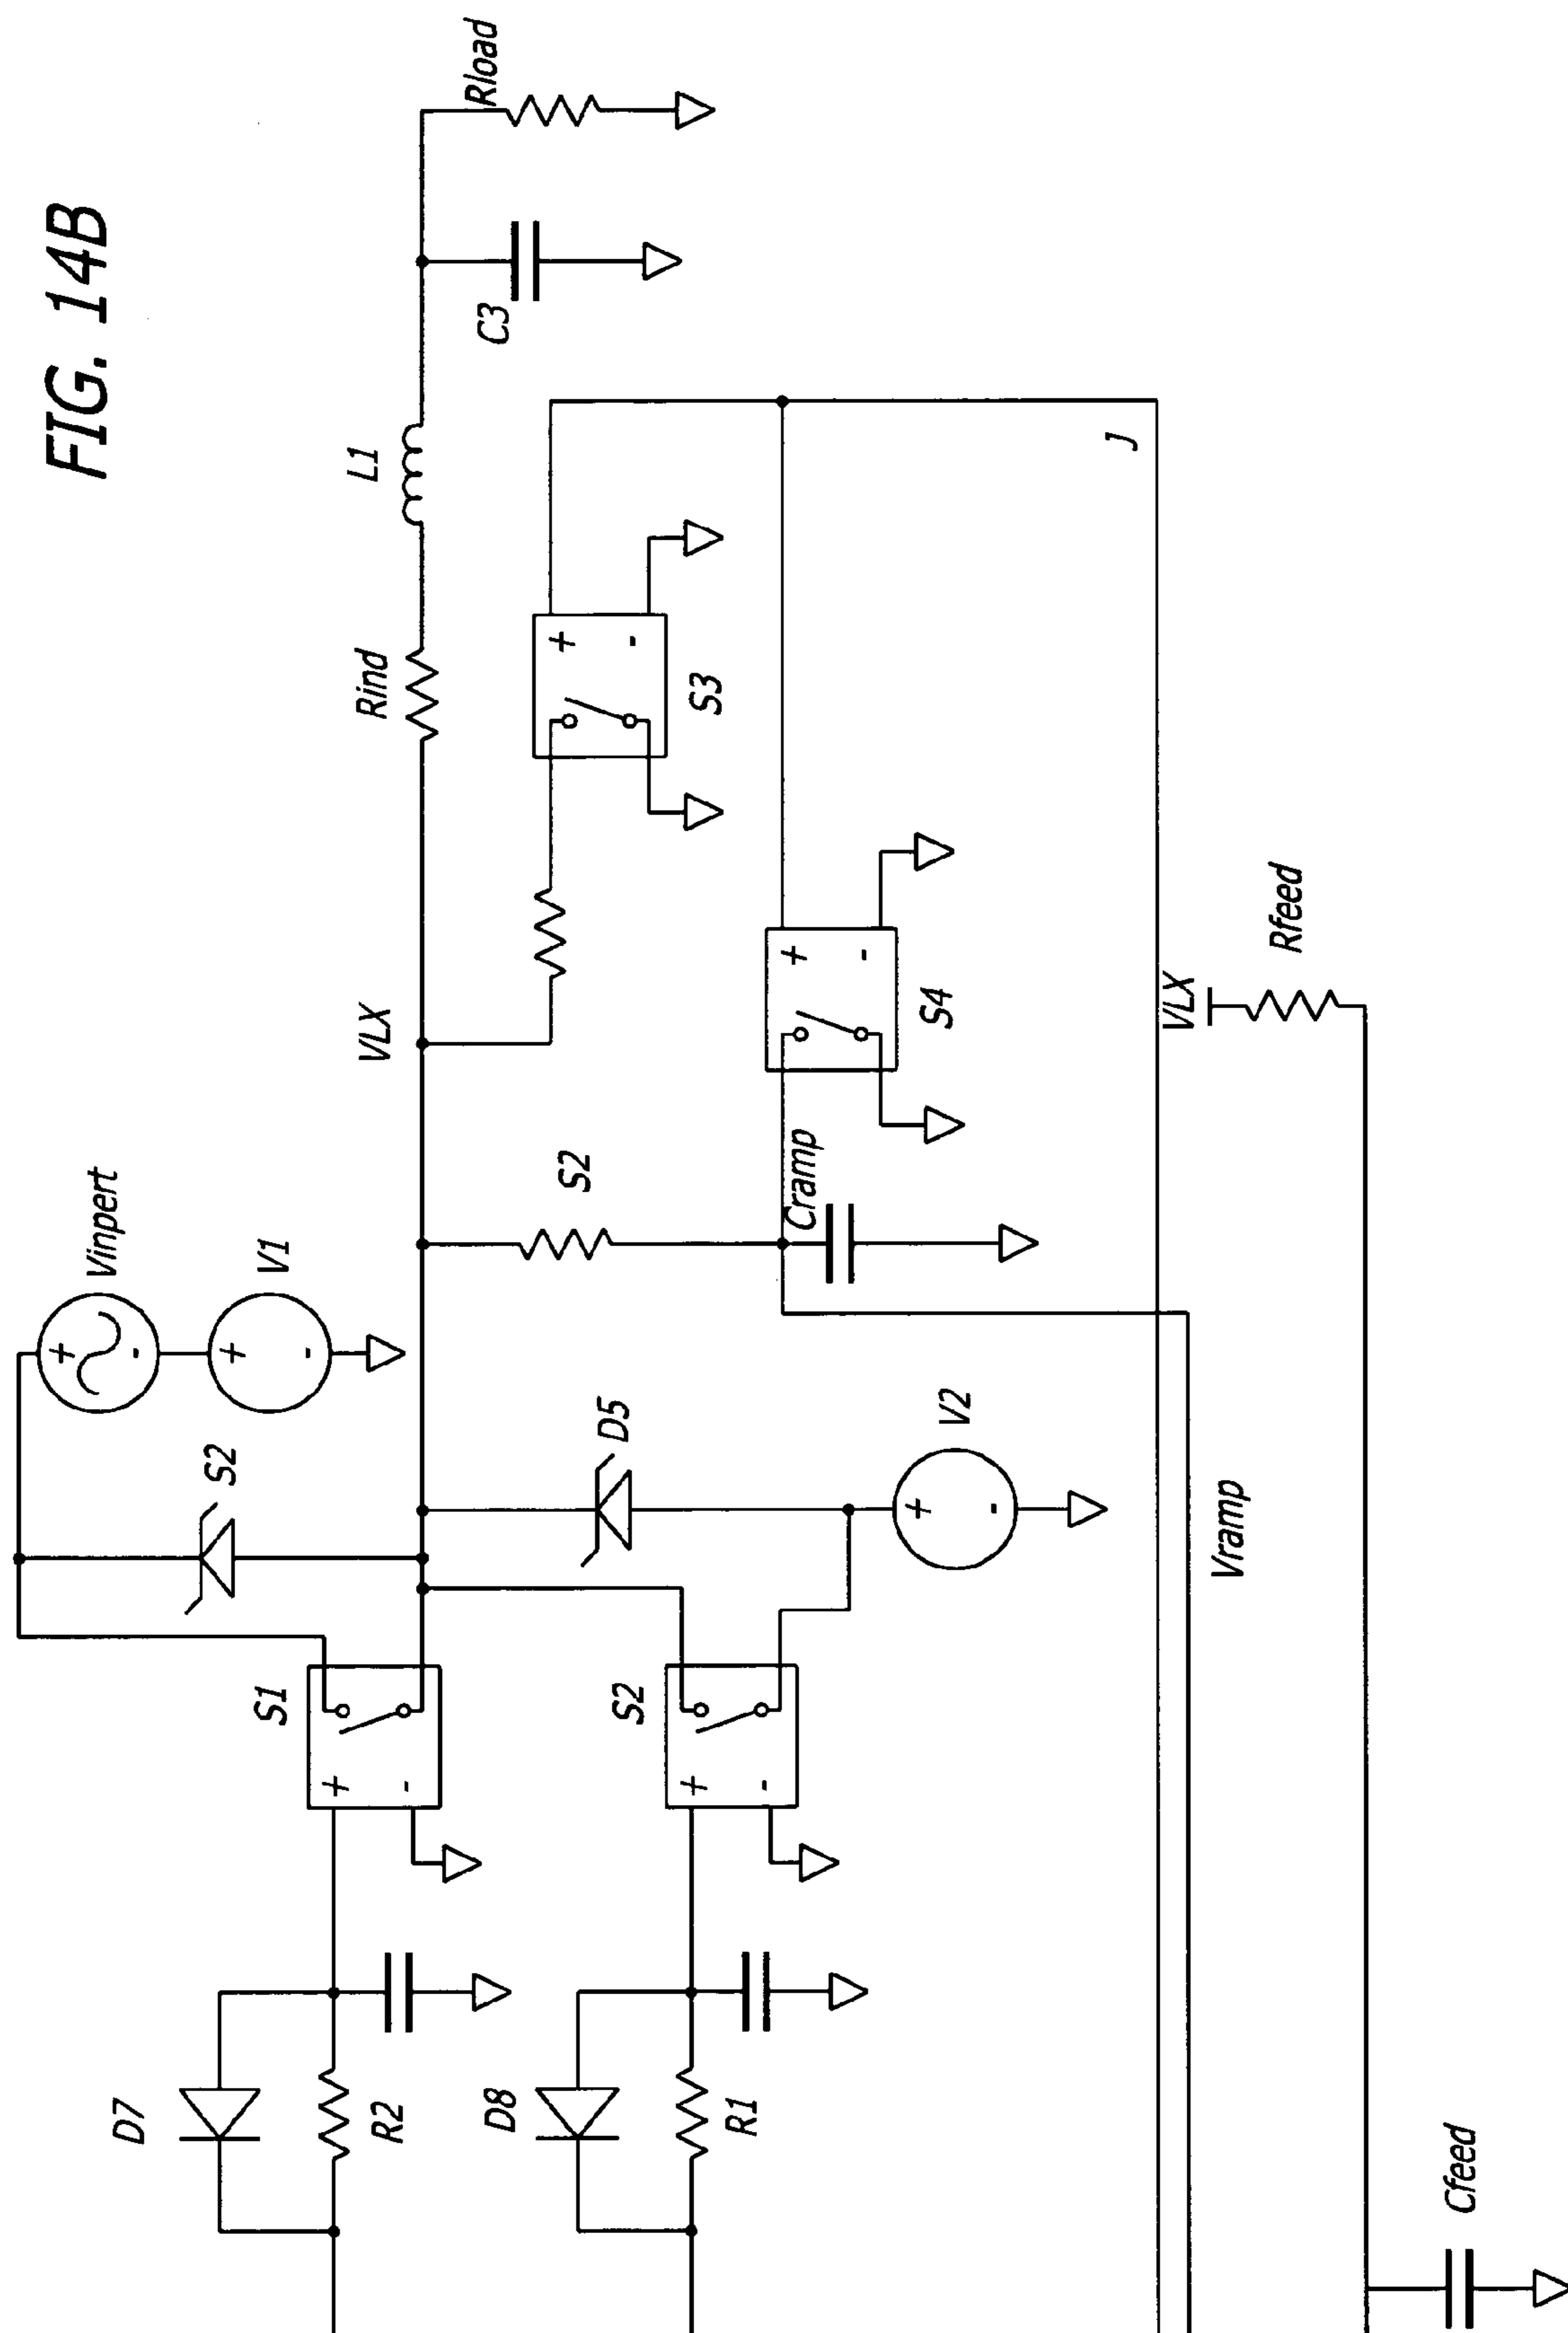 FIG. 14B
Vinpert
+
-
V1
+
-
S2
S1
+
-
D7
R2
VLX
Rind
L1
C3
Rload
D5
S2
S2
+
-
D8
R1
+
-
S3
V2
+
-
Cramp
+
-
S4
J
Vramp
VLX
Rfeed
Cfeed